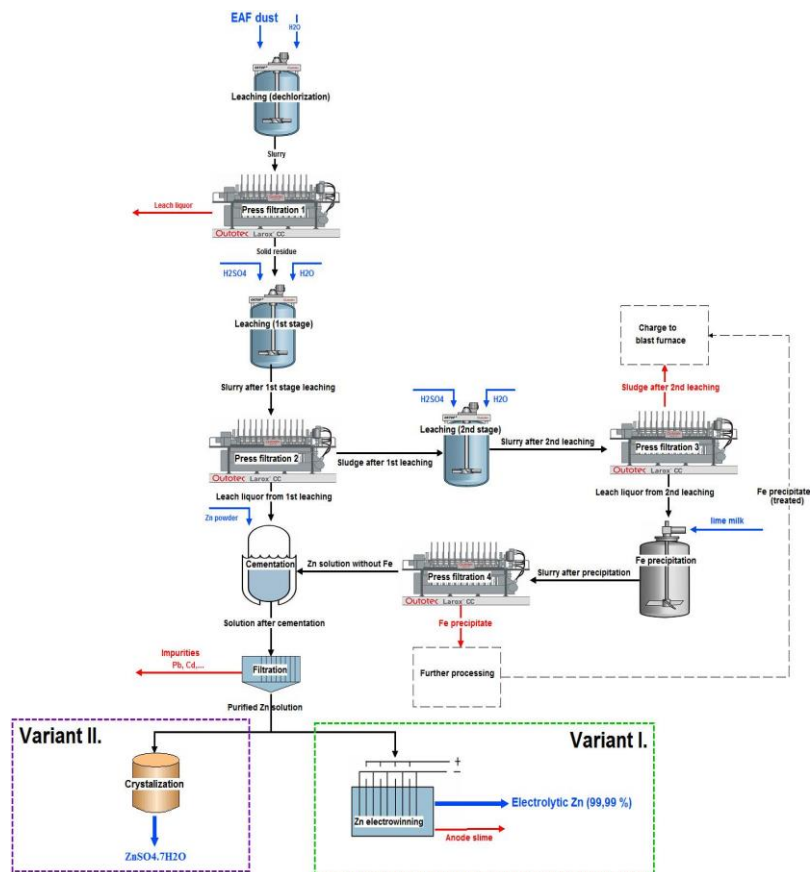 EAF dust
H2O
Leaching (dechlorization)
Slurry
Leach liquor
Press filtration 1
Outotec Larox CC
Solid residue
H2SO4
H2O
Leaching (1st stage)
Charge to
blast furnace
Slurry after 1st stage leaching
Sludge after 2nd leaching
H2SO4
H2O
Leaching (2nd stage)
Slurry after 2nd leaching
Press filtration 2
Press filtration 3
Sludge after 1st leaching
Outotec Larox CC
Outotec Larox CC
Leach liquor from 1st leaching
Leach liquor from 2nd leaching
Fe precipitate
(treated)
Zn powder
lime milk
Cementation
Zn solution without Fe
Press filtration 4
Slurry after precipitation
Fe precipitation
Outotec Larox CC
Solution after cementation
Fe precipitate
Impurities
Pb, Cd,...
Filtration
Further processing
Purified Zn solution
Variant II.
Variant I.
+
–
Crystalization
Zn electrowinning
Electrolytic Zn (99,99 %)
Anode slime
ZnSO4.7H2O